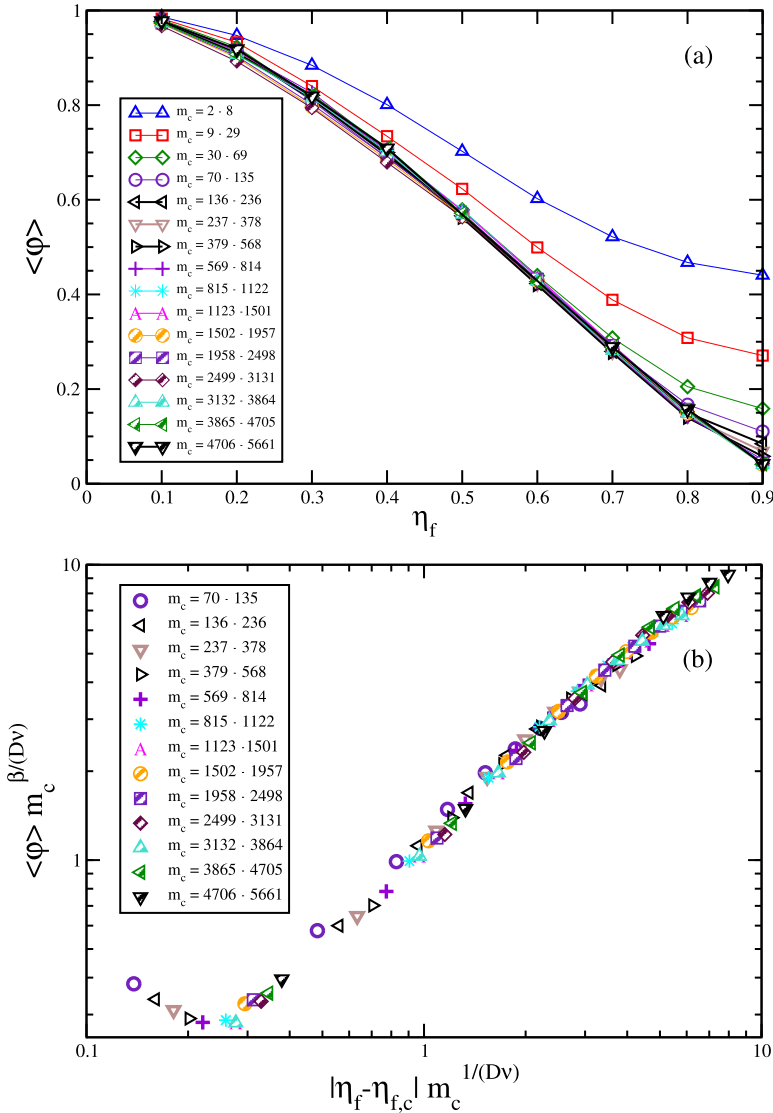 1
0.8
0.6
0.4
0.2
0
<φ>
(a)
m_c = 2 - 8
m_c = 9 - 29
m_c = 30 - 69
m_c = 70 - 135
m_c = 136 - 236
m_c = 237 - 378
m_c = 379 - 568
m_c = 569 - 814
m_c = 815 - 1122
m_c = 1123 - 1501
m_c = 1502 - 1957
m_c = 1958 - 2498
m_c = 2499 - 3131
m_c = 3132 - 3864
m_c = 3865 - 4705
m_c = 4706 - 5661
0 0.1 0.2 0.3 0.4 0.5 0.6 0.7 0.8 0.9
η_f
10
1
<φ> m_c^β/(Dν)
(b)
m_c = 70 - 135
m_c = 136 - 236
m_c = 237 - 378
m_c = 379 - 568
m_c = 569 - 814
m_c = 815 - 1122
m_c = 1123 - 1501
m_c = 1502 - 1957
m_c = 1958 - 2498
m_c = 2499 - 3131
m_c = 3132 - 3864
m_c = 3865 - 4705
m_c = 4706 - 5661
0.1 1 10
|η_f-η_f,c| m_c^1/(Dν)